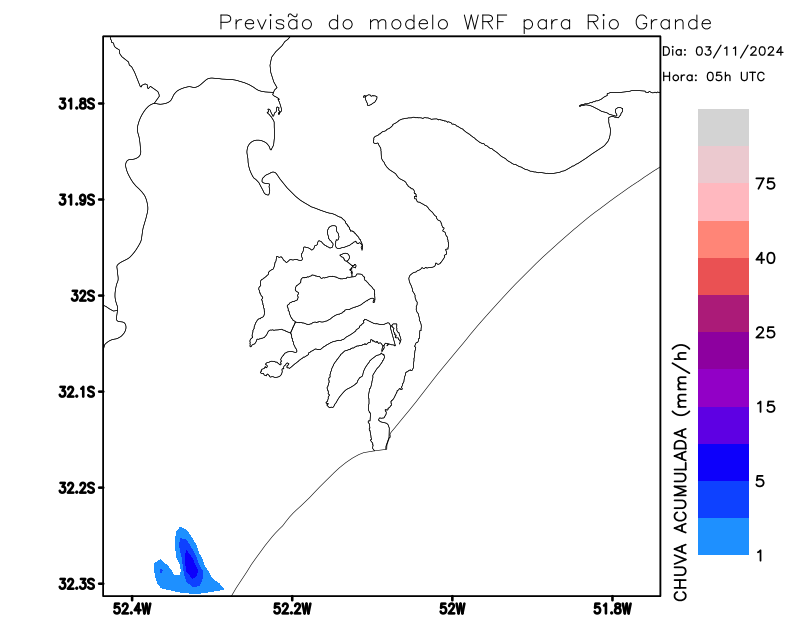 Previsão do modelo WRF para Rio Grande
Dia: 03/11/2024
Hora: 05h UTC
31.8S
31.9S
32S
32.1S
32.2S
32.3S
52.4W
52.2W
52W
51.8W
75
40
25
15
5
1
CHUVA ACUMULADA (mm/h)